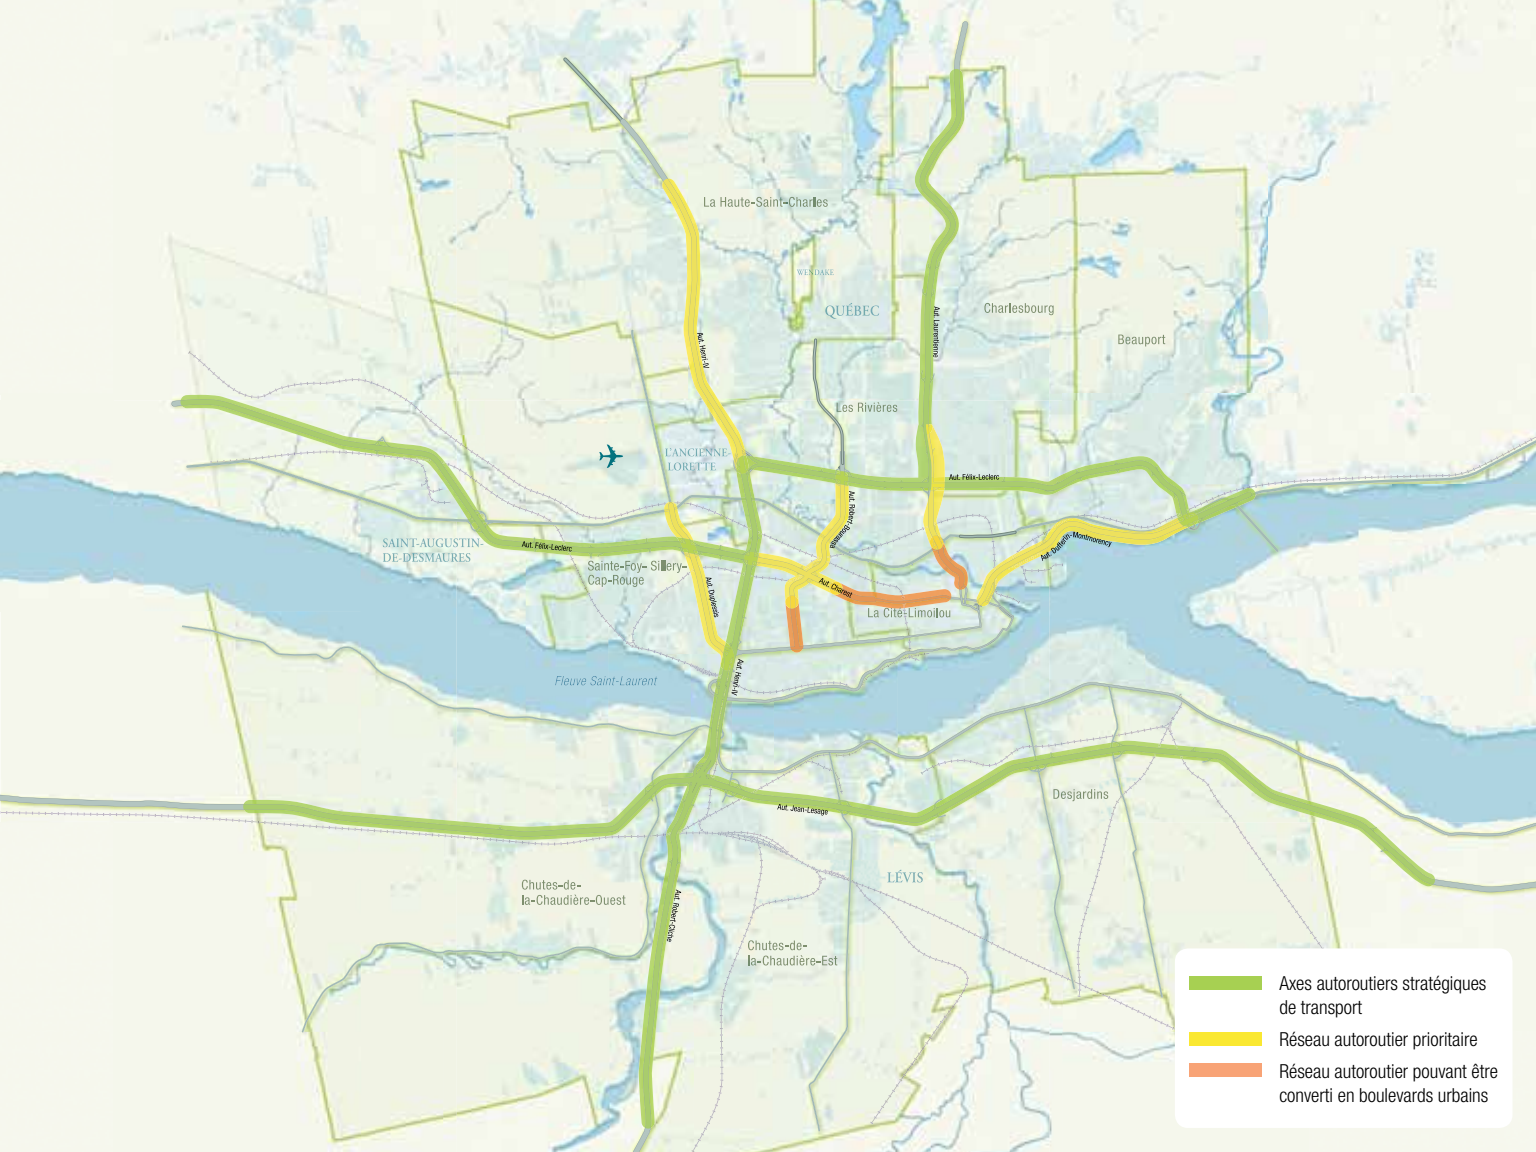 La Haute-Saint-Charles
WENDAKE
QUÉBEC
Charlesbourg
Beauport
Aut. Laurentienne
Aut. Henri-IV
Les Rivières
L'ANCIENNE-
LORETTE
Aut. Félix-Leclerc
Aut. Robert-Bourassa
SAINT-AUGUSTIN-
DE-DESMAURES
Aut. Félix-Leclerc
Aut. Dufferin-Montmorency
Sainte-Foy- Sillery-
Cap-Rouge
Aut. Duplessis
Aut. Charest
La Cité-Limoilou
Aut. Henri-IV
Fleuve Saint-Laurent
Desjardins
Aut. Jean-Lesage
LÉVIS
Chutes-de-
la-Chaudière-Ouest
Aut. Robert-Cliche
Chutes-de-
la-Chaudière-Est
Axes autoroutiers stratégiques
de transport
Réseau autoroutier prioritaire
Réseau autoroutier pouvant être
converti en boulevards urbains